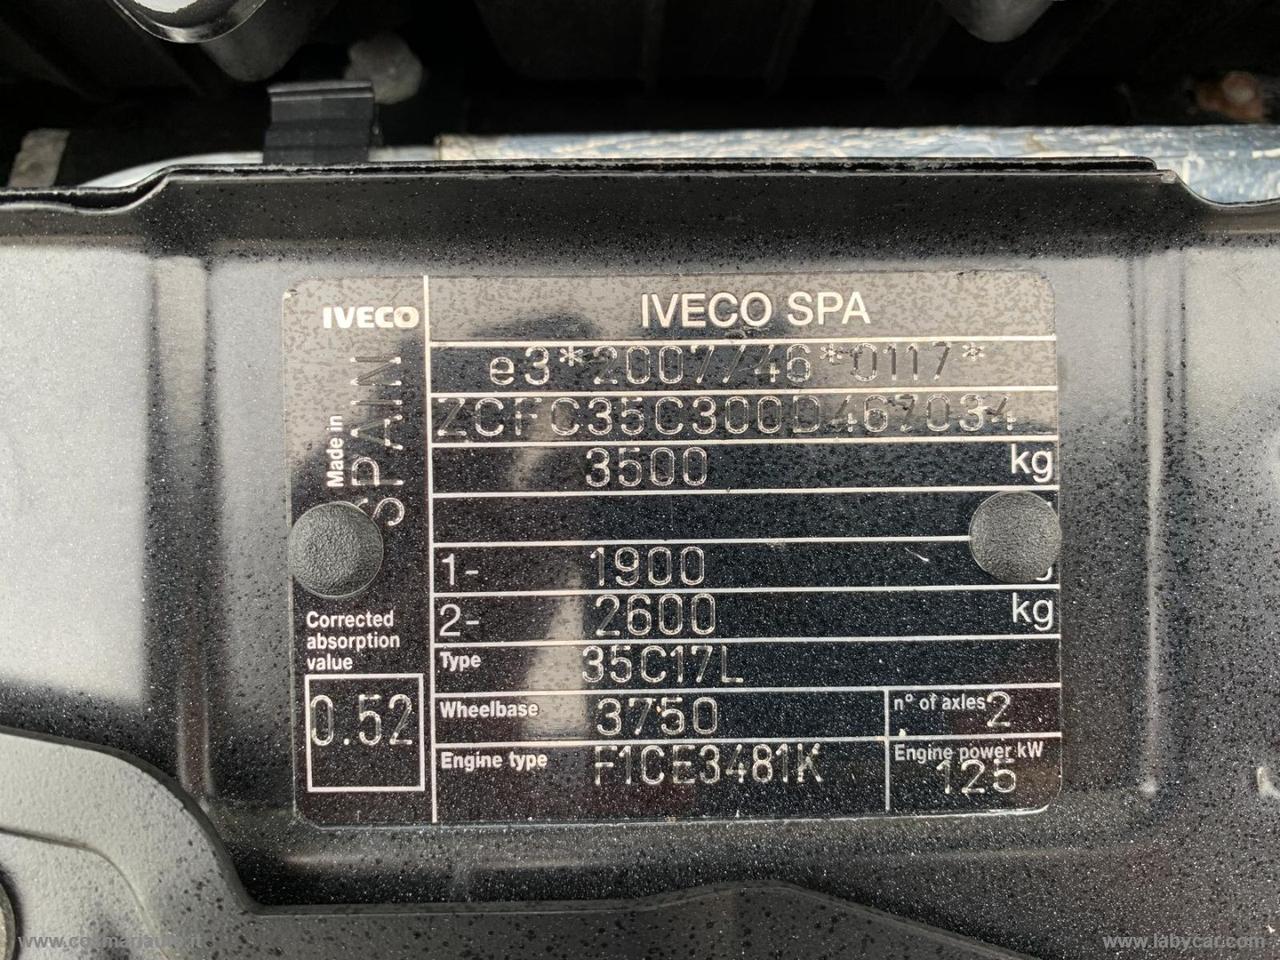 IVECO
Made in
SPAIN
Corrected
absorption
value
0.52
IVECO SPA
e3*2007/46*0117*
ZCFC35C300D467034
3500 kg
1- 1900
2- 2600 kg
Type 35C17L
Wheelbase 3750
n° of axles 2
Engine type F1CE3481K
Engine power kW
125
www.labycar.com